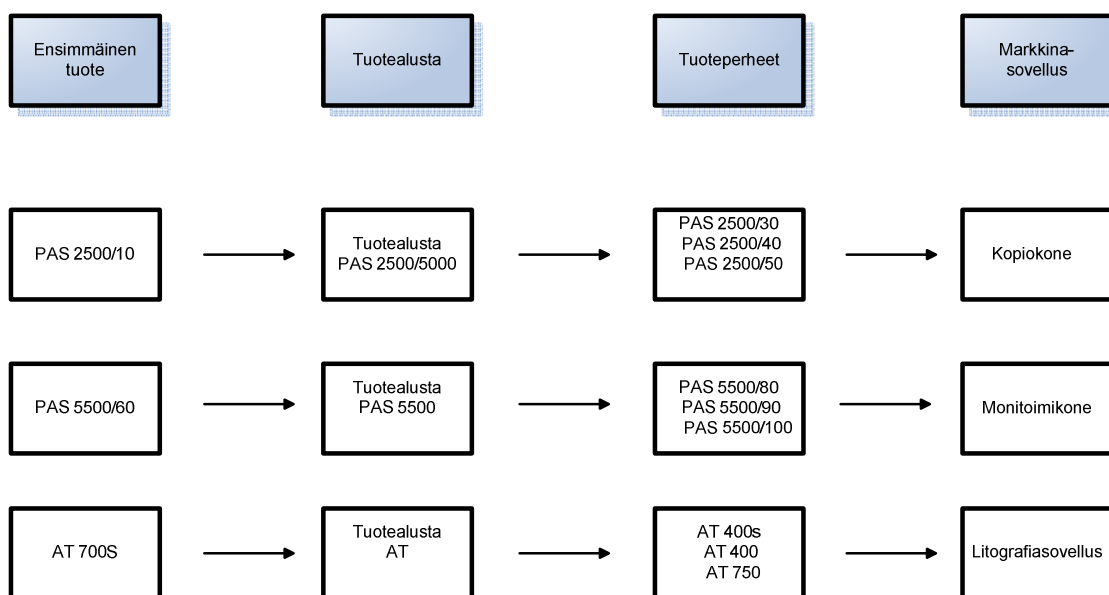 Ensimmäinen
tuote
Tuotealusta
Tuoteperheet
Markkina-
sovellus
PAS 2500/10
Tuotealusta
PAS 2500/5000
PAS 2500/30
PAS 2500/40
PAS 2500/50
Kopiokone
PAS 5500/60
Tuotealusta
PAS 5500
PAS 5500/80
PAS 5500/90
PAS 5500/100
Monitoimikone
AT 700S
Tuotealusta
AT
AT 400s
AT 400
AT 750
Litografiasovellus